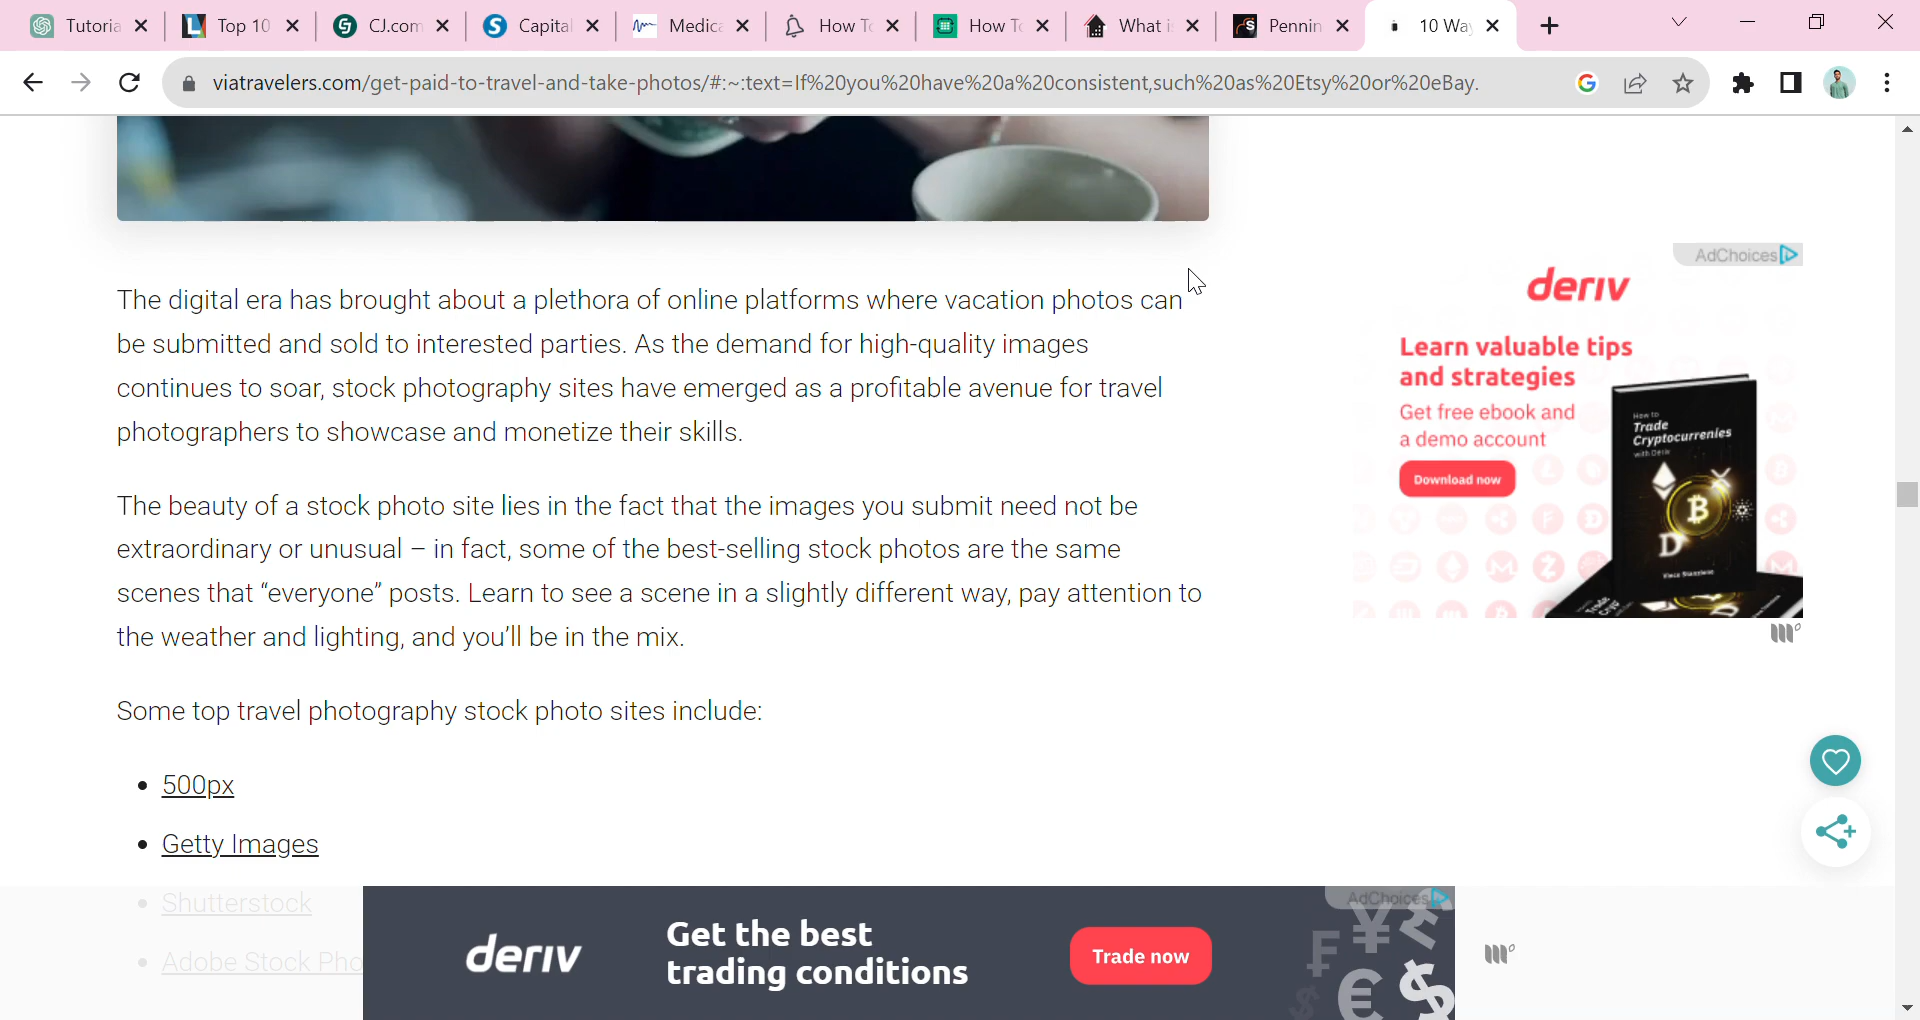 Tutoria
Top 10
CJ.com
Capital
Medica
How To
How To
What i
Pennin
10 Way
viatravelers.com/get-paid-to-travel-and-take-photos/#:~:text=If%20you%20have%20a%20consistent,such%20as%20Etsy%20or%20eBay.
The digital era has brought about a plethora of online platforms where vacation photos can
be submitted and sold to interested parties. As the demand for high-quality images
continues to soar, stock photography sites have emerged as a profitable avenue for travel
photographers to showcase and monetize their skills.
The beauty of a stock photo site lies in the fact that the images you submit need not be
extraordinary or unusual – in fact, some of the best-selling stock photos are the same
scenes that “everyone” posts. Learn to see a scene in a slightly different way, pay attention to
the weather and lighting, and you’ll be in the mix.
Some top travel photography stock photo sites include:
• 500px
• Getty Images
• Shutterstock
• Adobe Stock Pho
AdChoices
deriv
Learn valuable tips
and strategies
Get free ebook and
a demo account
Download now
How to
Trade
Cryptocurrenies
with Deriv
Vince Stanzione
AdChoices
deriv
Get the best
trading conditions
Trade now